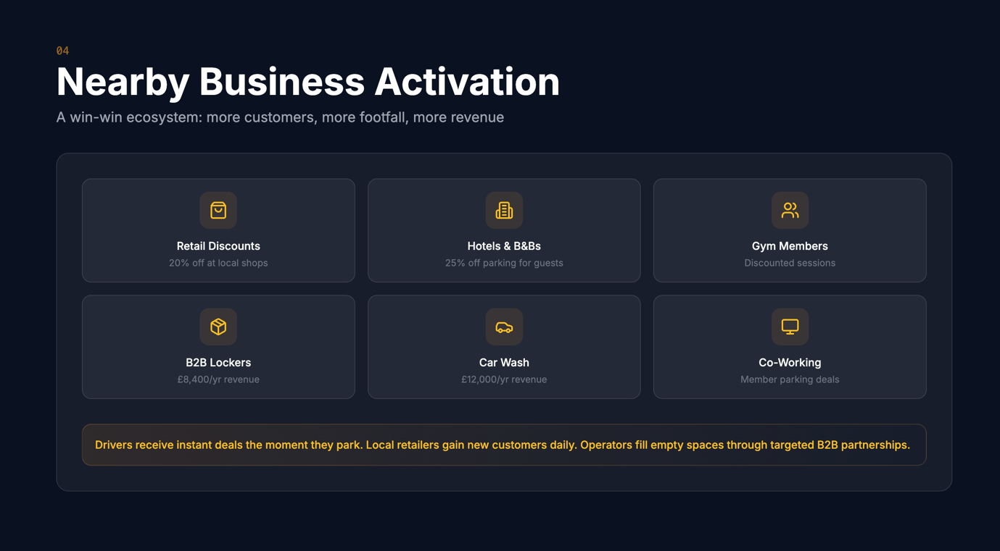 04
Nearby Business Activation
A win-win ecosystem: more customers, more footfall, more revenue
Retail Discounts
20% off at local shops
Hotels & B&Bs
25% off parking for guests
Gym Members
Discounted sessions
B2B Lockers
£8,400/yr revenue
Car Wash
£12,000/yr revenue
Co-Working
Member parking deals
Drivers receive instant deals the moment they park. Local retailers gain new customers daily. Operators fill empty spaces through targeted B2B partnerships.